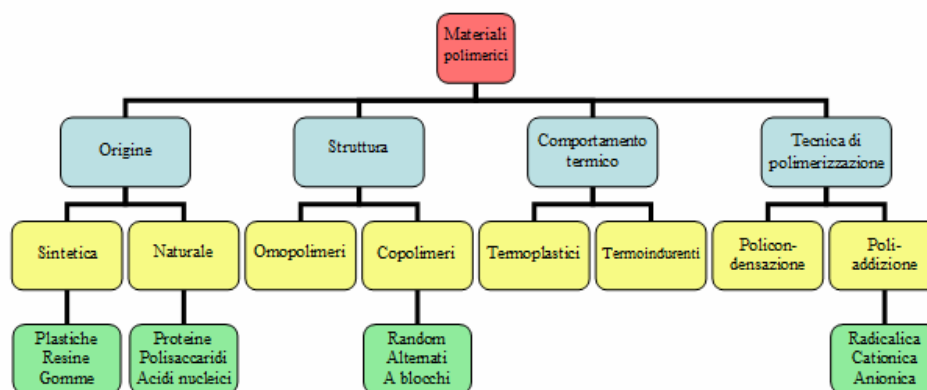 Materiali
polimerici
Origine
Struttura
Comportamento
termico
Tecnica di
polimerizzazione
Sintetica
Naturale
Omopolimeri
Copolimeri
Termoplastici
Termoindurenti
Policon-
densazione
Poli-
addizione
Plastiche
Resine
Gomme
Proteine
Polisaccaridi
Acidi nucleici
Random
Alternati
A blocchi
Radicalica
Cationica
Anionica